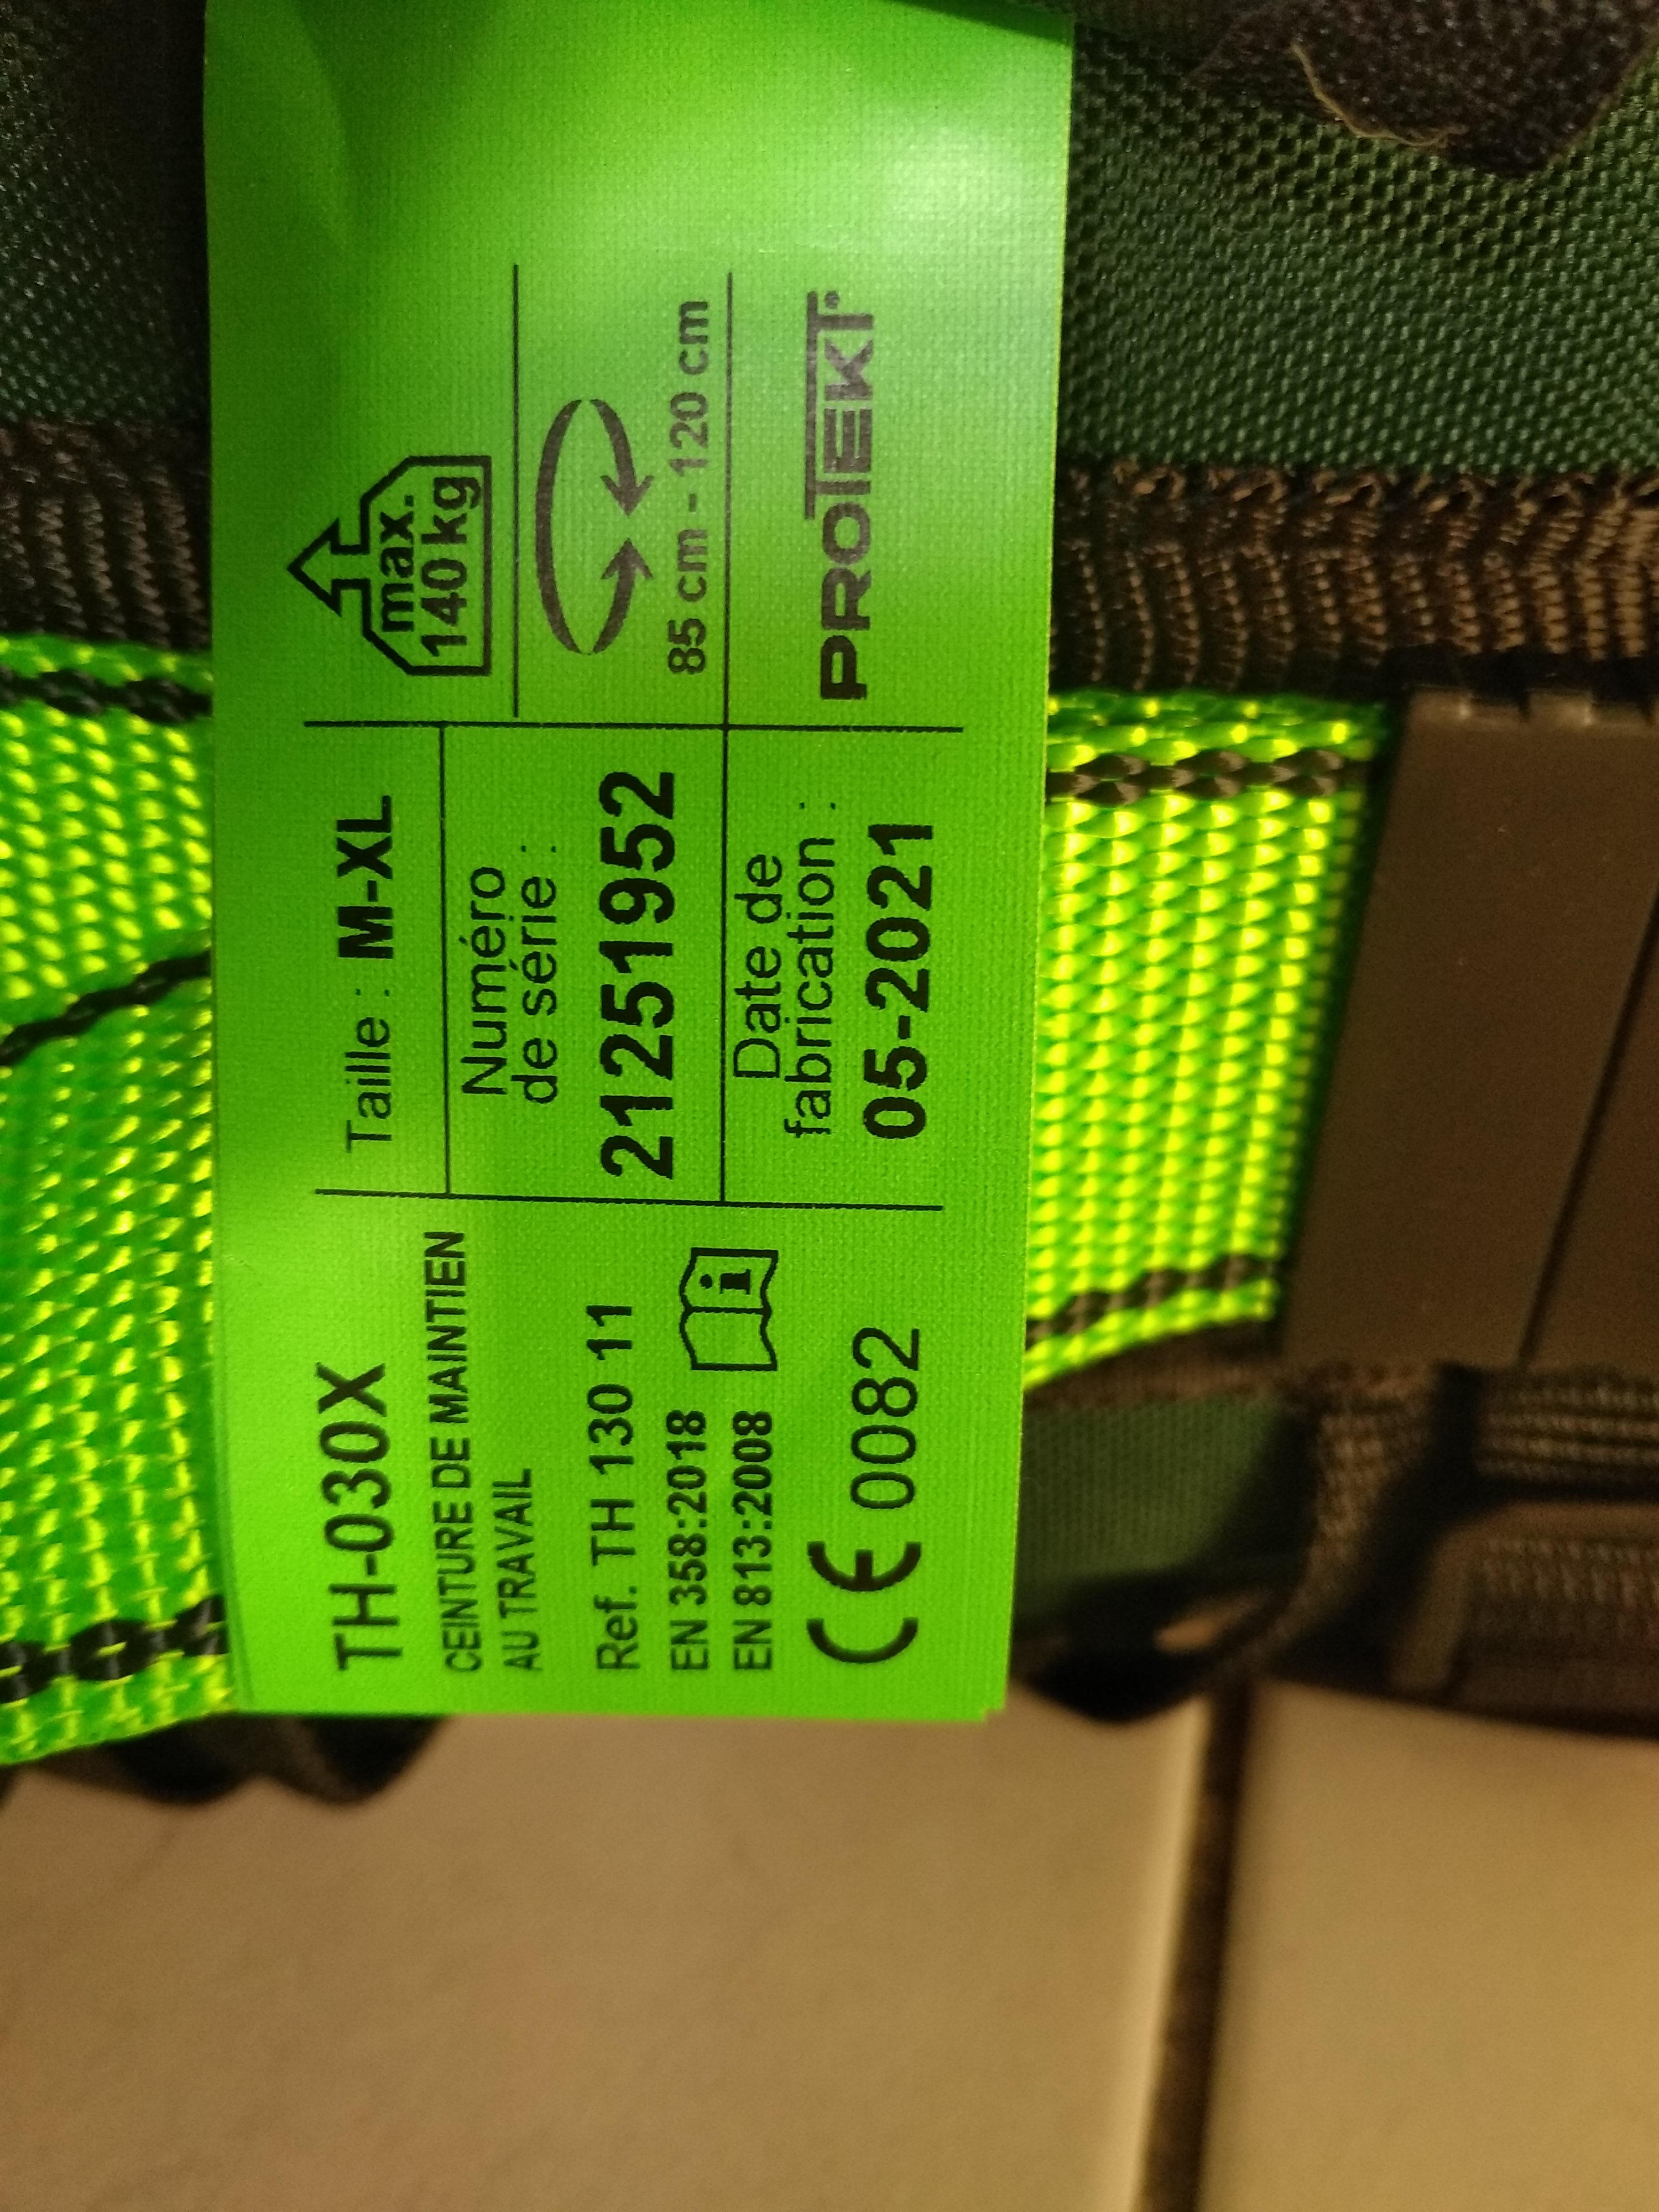 TH-030X
CEINTURE DE MAINTIEN
AU TRAVAIL
Ref. TH 130 11
EN 358:2018
EN 813:2008
i
CE 0082
Taille : M-XL
Numéro
de série :
21251952
Date de
fabrication :
05-2021
max.
140 kg
85 cm - 120 cm
PROTEKT®